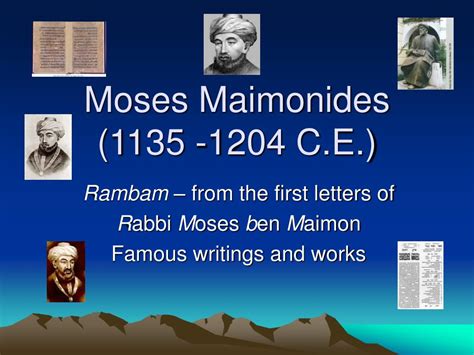 Moses Maimonides
(1135 -1204 C.E.)
Rambam – from the first letters of
Rabbi Moses ben Maimon
Famous writings and works